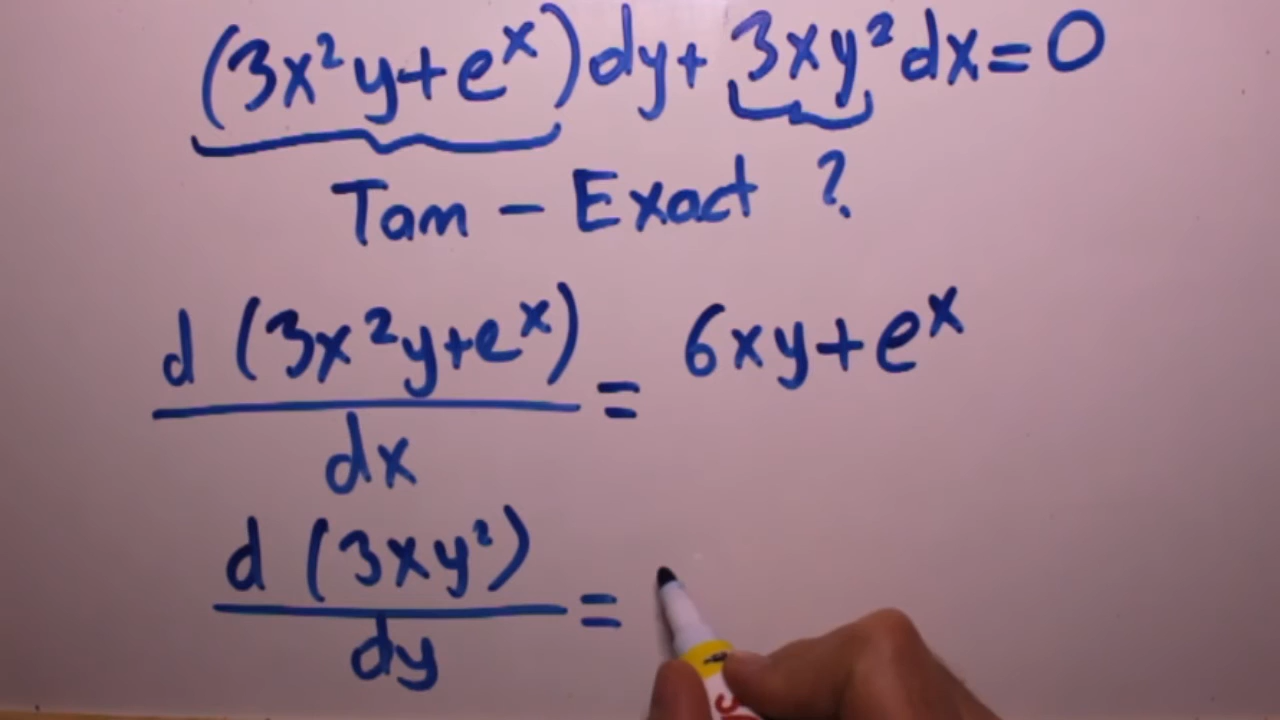 (3x²y+eˣ)dy+3xy²dx=0
Tam - Exact ?
d (3x²y+eˣ)
dx
= 6xy+eˣ
d (3xy²)
dy
=